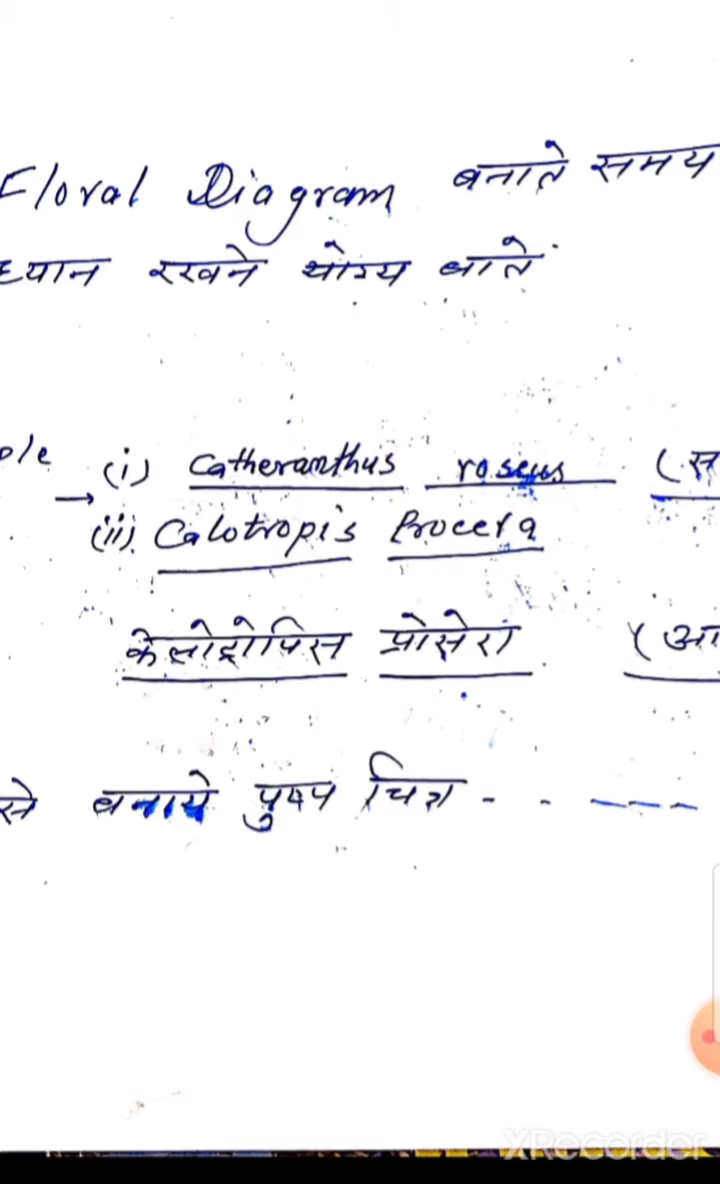 Floral Diagram बनाते समय
ध्यान रखने योग्य बाते
ple → (i) Catheranthus roseus (स
(ii) Calotropis Procera
केलोट्रोपिस प्रोसेरा (आ
से बनाये पुष्प चित्र - - - - -
XRecorder